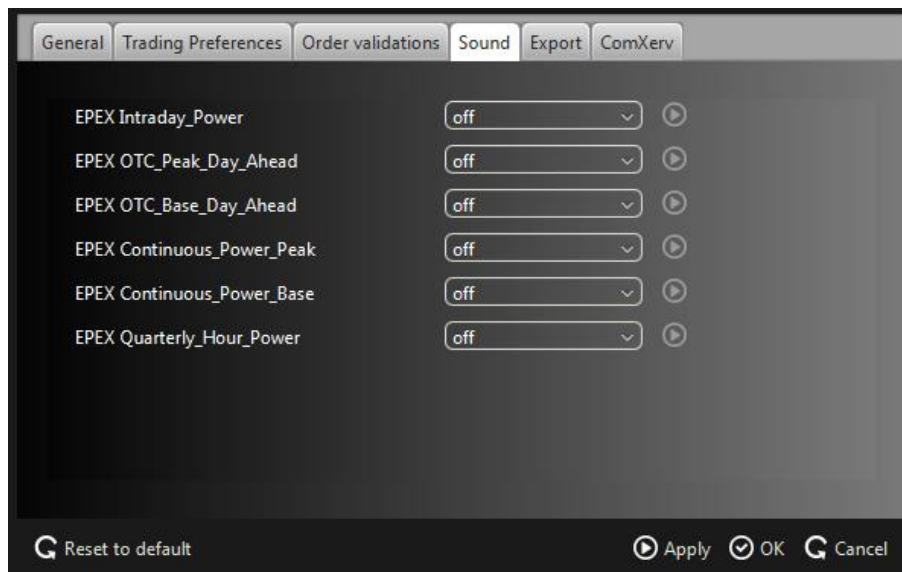 General Trading Preferences Order validations Sound Export ComXerv
EPEX Intraday_Power off
EPEX OTC_Peak_Day_Ahead off
EPEX OTC_Base_Day_Ahead off
EPEX Continuous_Power_Peak off
EPEX Continuous_Power_Base off
EPEX Quarterly_Hour_Power off
Reset to default Apply OK Cancel